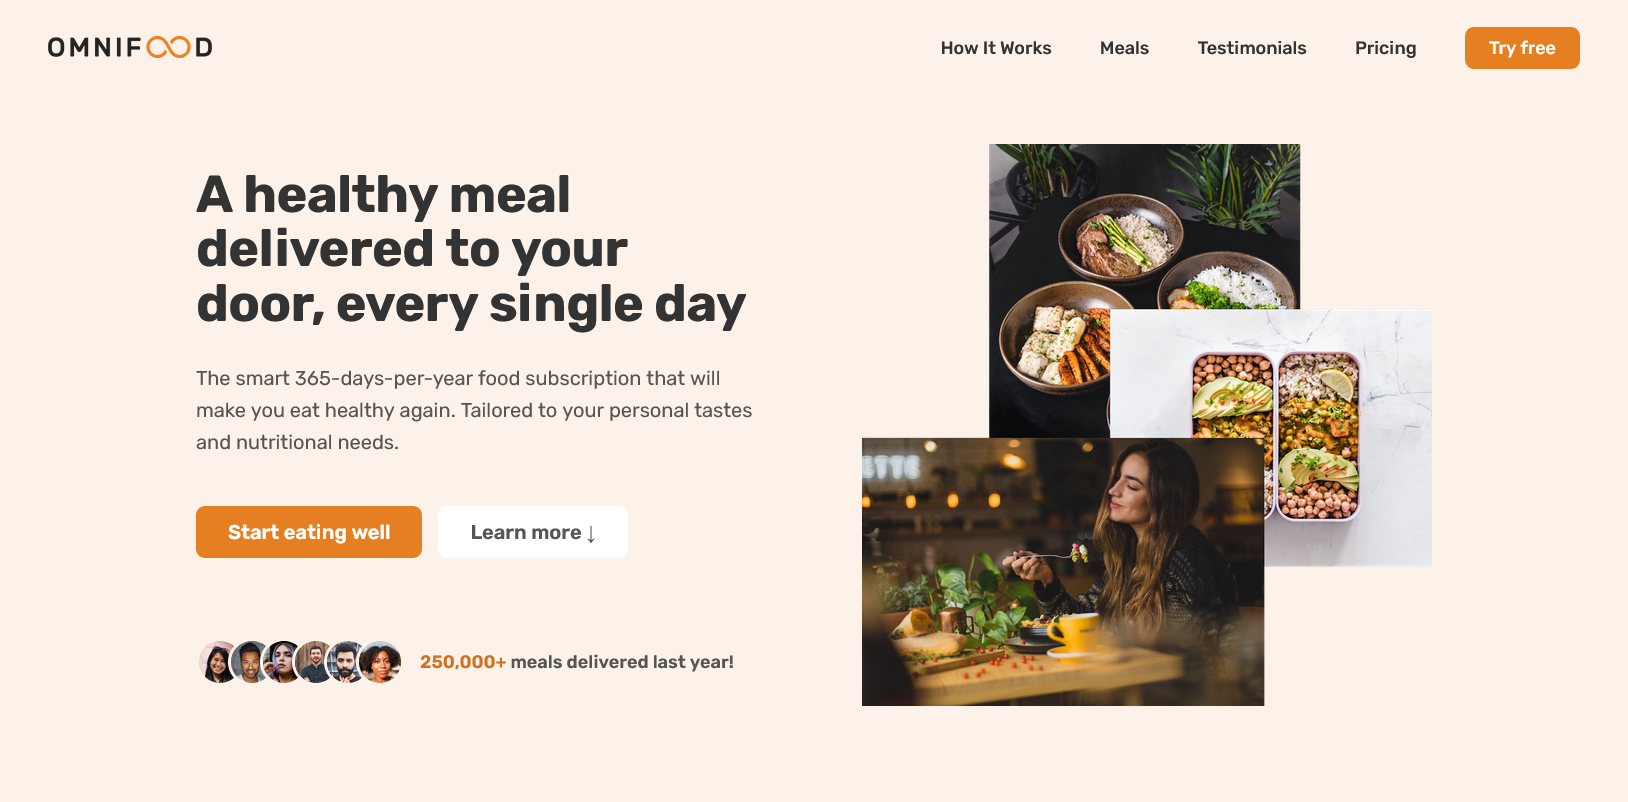 OMNIFOOD
How It Works
Meals
Testimonials
Pricing
Try free
A healthy meal
delivered to your
door, every single day
The smart 365-days-per-year food subscription that will
make you eat healthy again. Tailored to your personal tastes
and nutritional needs.
Start eating well
Learn more ↓
250,000+ meals delivered last year!
ETTE